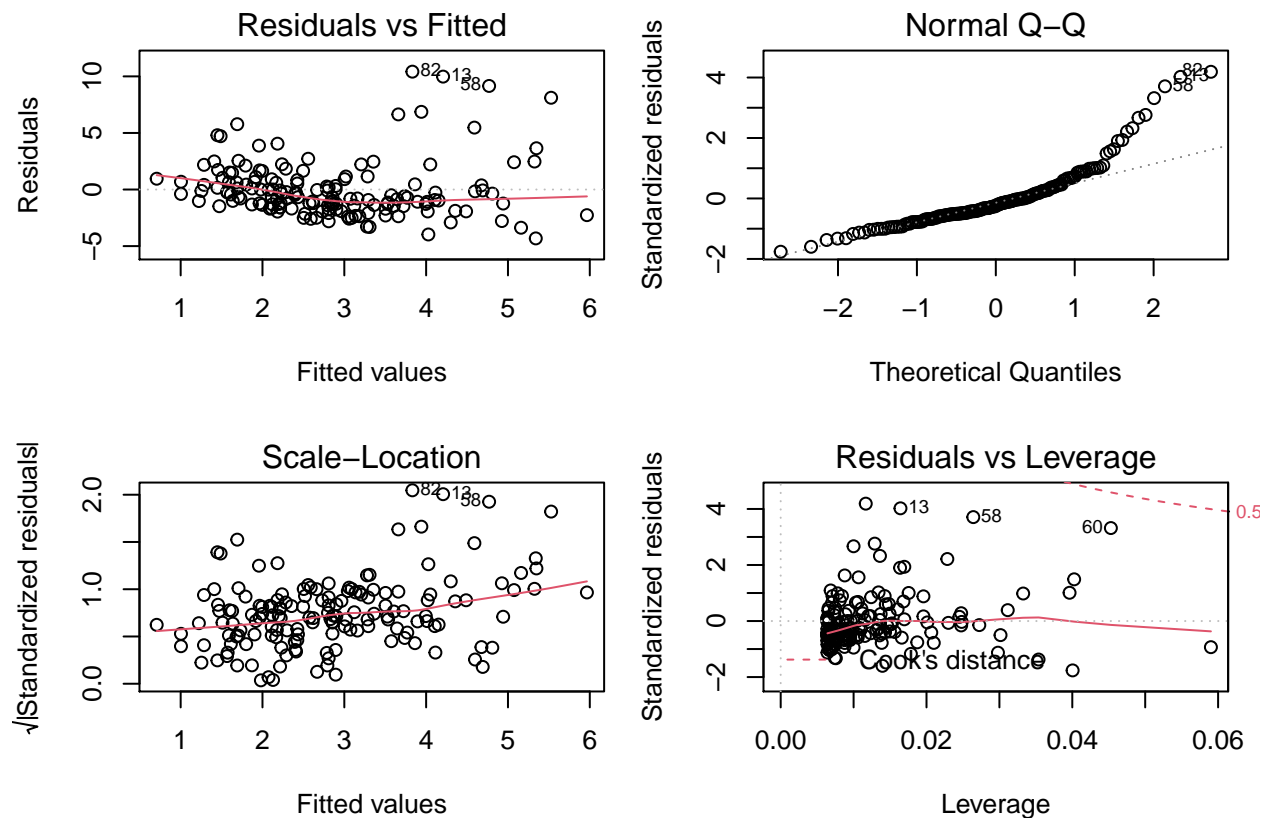 Residuals vs Fitted
Residuals
10
5
0
−5
82
13
58
1 2 3 4 5 6
Fitted values
Normal Q−Q
Standardized residuals
4
2
0
−2
82
13
58
−2 −1 0 1 2
Theoretical Quantiles
Scale−Location
√|Standardized residuals|
2.0
1.0
0.0
82
13
58
1 2 3 4 5 6
Fitted values
Residuals vs Leverage
Standardized residuals
4
2
0
−2
13
58
60
0.5
Cook's distance
0.00 0.02 0.04 0.06
Leverage